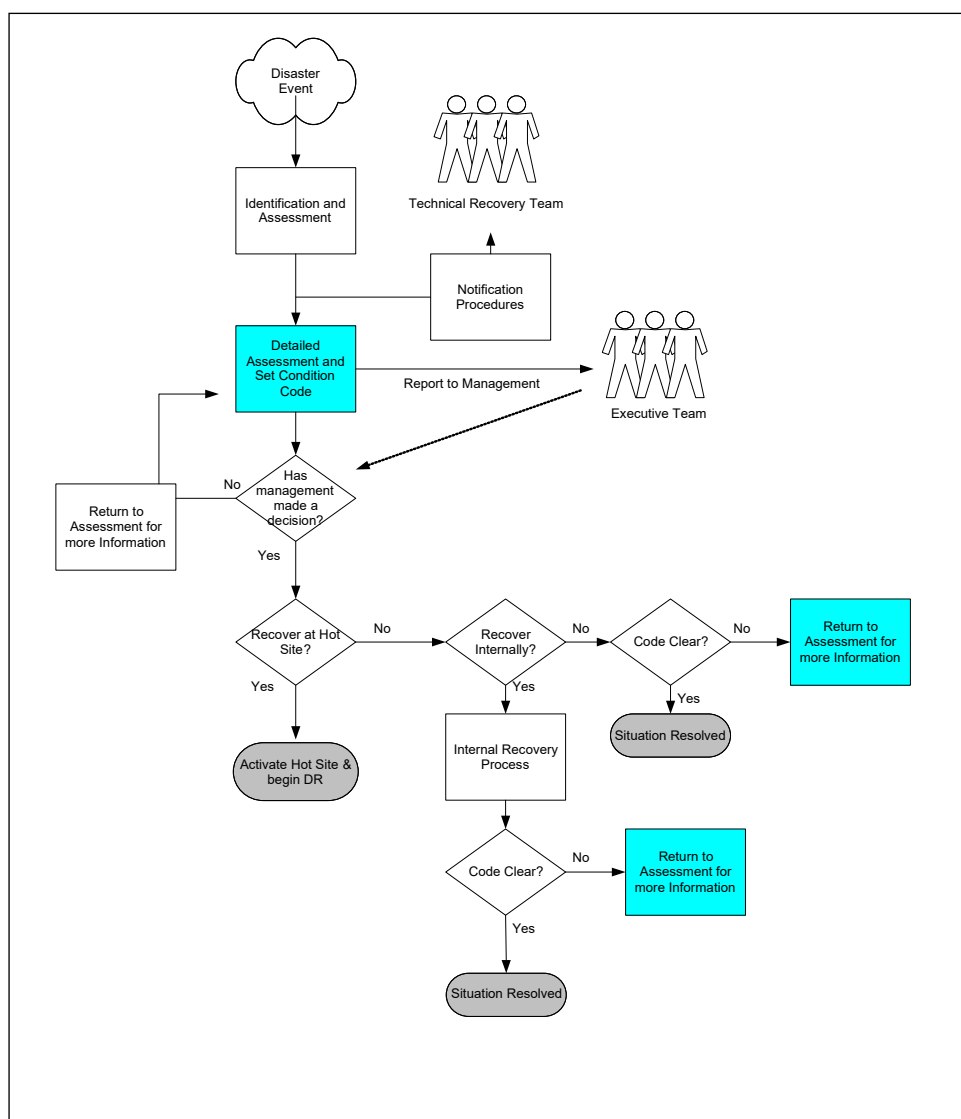 Disaster
Event
Identification and
Assessment
Technical Recovery Team
Notification
Procedures
Detailed
Assessment and
Set Condition
Code
Report to Management
Executive Team
Has
management
made a
decision?
No
Return to
Assessment for
more Information
Yes
Recover at Hot
Site?
No
Recover
Internally?
No
Code Clear?
No
Return to
Assessment for
more Information
Yes
Yes
Yes
Activate Hot Site &
begin DR
Internal Recovery
Process
Situation Resolved
Code Clear?
No
Return to
Assessment for
more Information
Yes
Situation Resolved